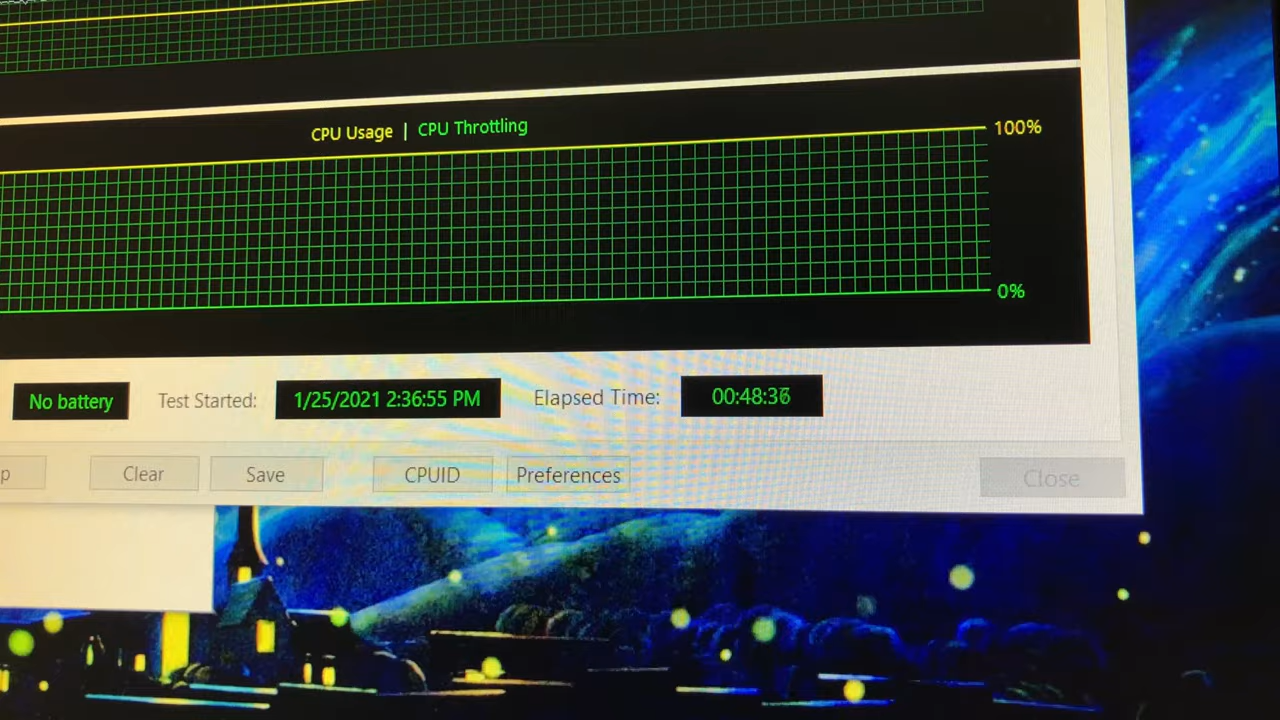 CPU Usage | CPU Throttling
100%
0%
No battery
Test Started:
1/25/2021 2:36:55 PM
Elapsed Time:
p
Clear
Save
CPUID
Preferences
Close